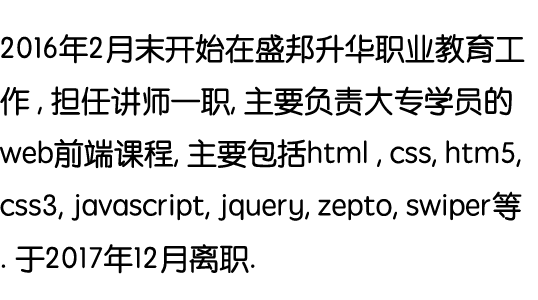 2016年2月末开始在盛邦升华职业教育工
作 , 担任讲师一职, 主要负责大专学员的
web前端课程, 主要包括html , css, htm5,
css3, javascript, jquery, zepto, swiper等
. 于2017年12月离职.